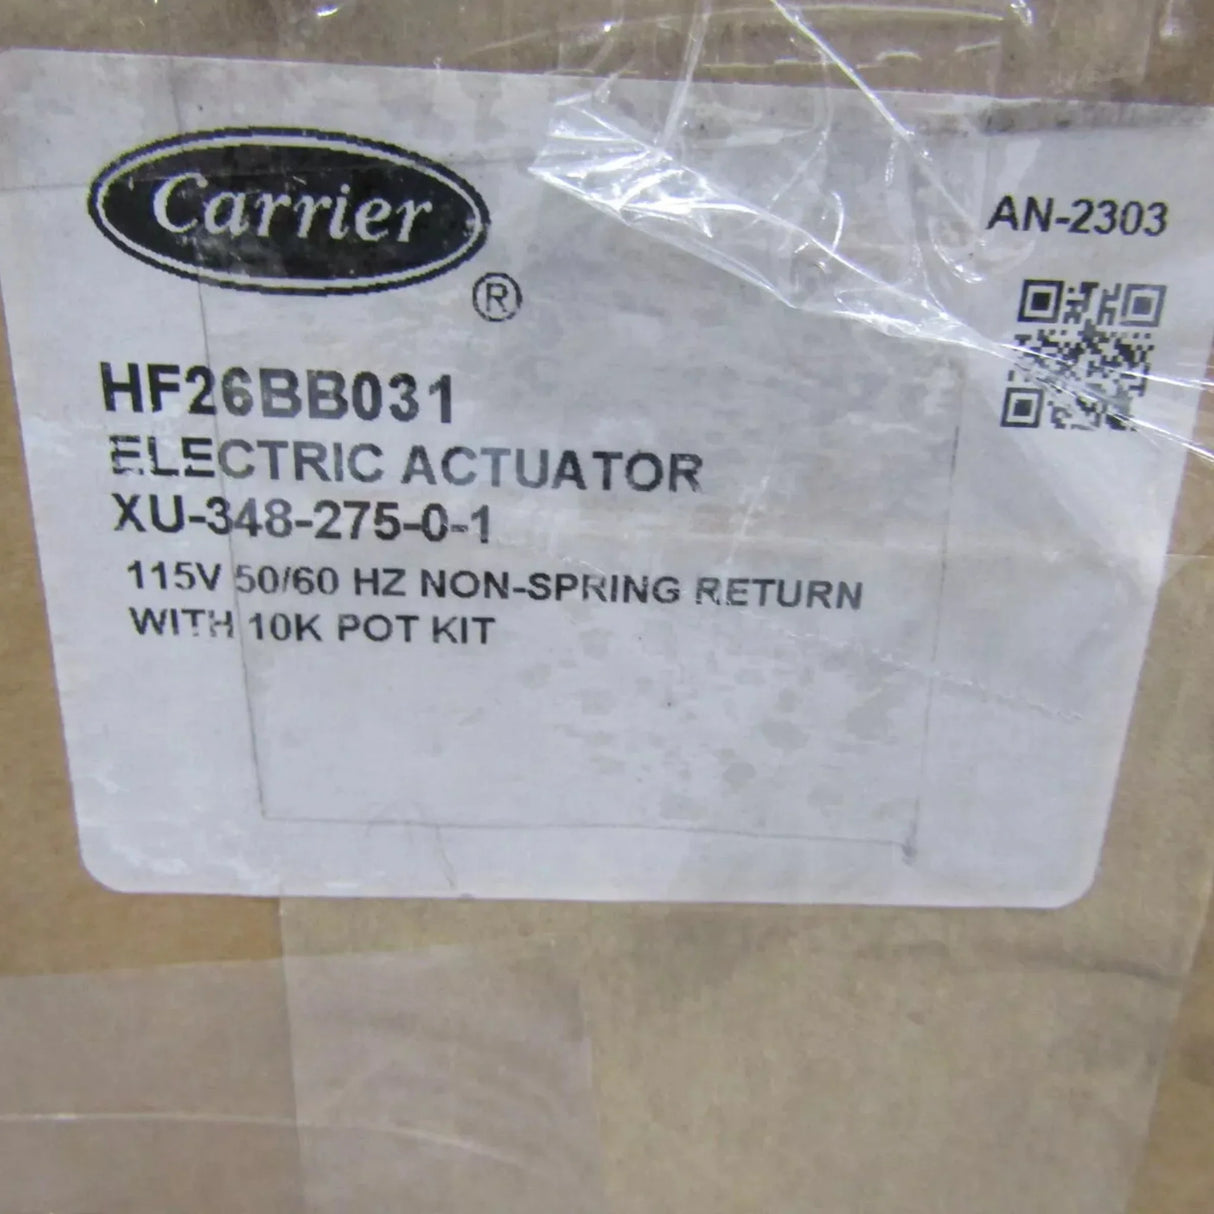 Carrier
®
AN-2303
HF26BB031
ELECTRIC ACTUATOR
XU-348-275-0-1
115V 50/60 HZ NON-SPRING RETURN
WITH 10K POT KIT